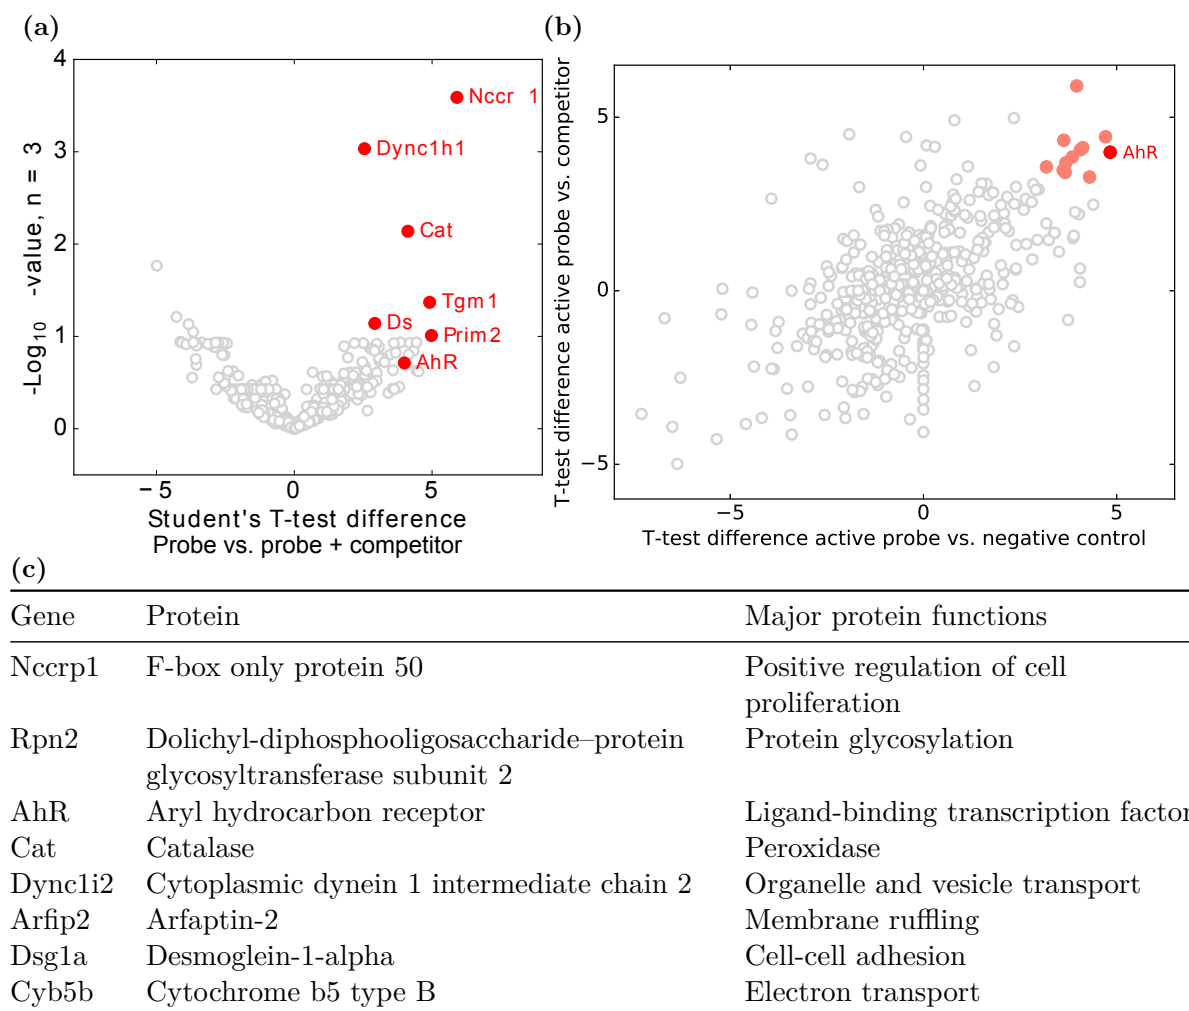 (a)
4
3
2
1
0
-Log10 -value, n = 3
Nccr 1
Dync1h1
Cat
Tgm1
Ds
Prim2
AhR
−5 0 5
Student's T-test difference
Probe vs. probe + competitor
(b)
5
0
−5
T-test difference active probe vs. competitor
AhR
−5 0 5
T-test difference active probe vs. negative control
(c)
Gene Protein Major protein functions
Nccrp1 F-box only protein 50 Positive regulation of cell
proliferation
Rpn2 Dolichyl-diphosphooligosaccharide–protein Protein glycosylation
glycosyltransferase subunit 2
AhR Aryl hydrocarbon receptor Ligand-binding transcription factor
Cat Catalase Peroxidase
Dync1i2 Cytoplasmic dynein 1 intermediate chain 2 Organelle and vesicle transport
Arfip2 Arfaptin-2 Membrane ruffling
Dsg1a Desmoglein-1-alpha Cell-cell adhesion
Cyb5b Cytochrome b5 type B Electron transport